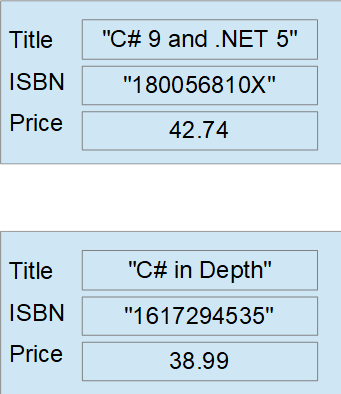 Title "C# 9 and .NET 5"
ISBN "180056810X"
Price 42.74
Title "C# in Depth"
ISBN "1617294535"
Price 38.99